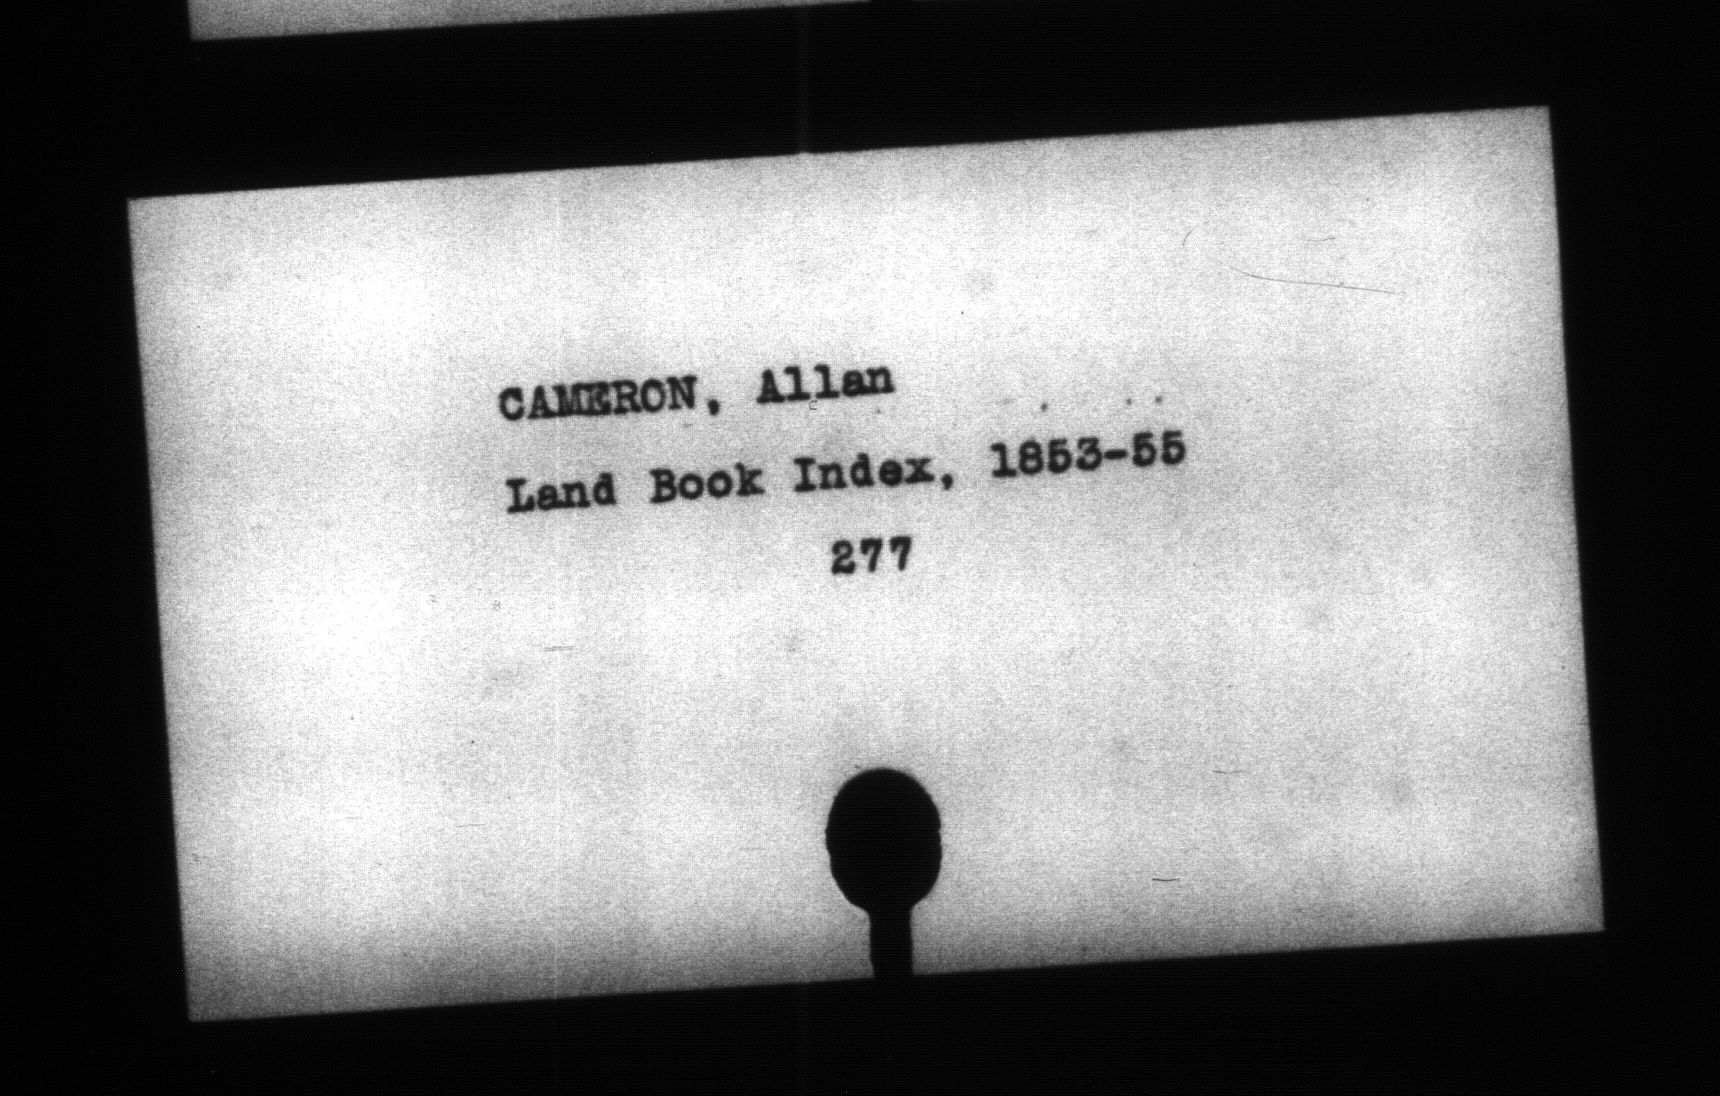 CAMERON, Allan
Land Book Index, 1853-55
277